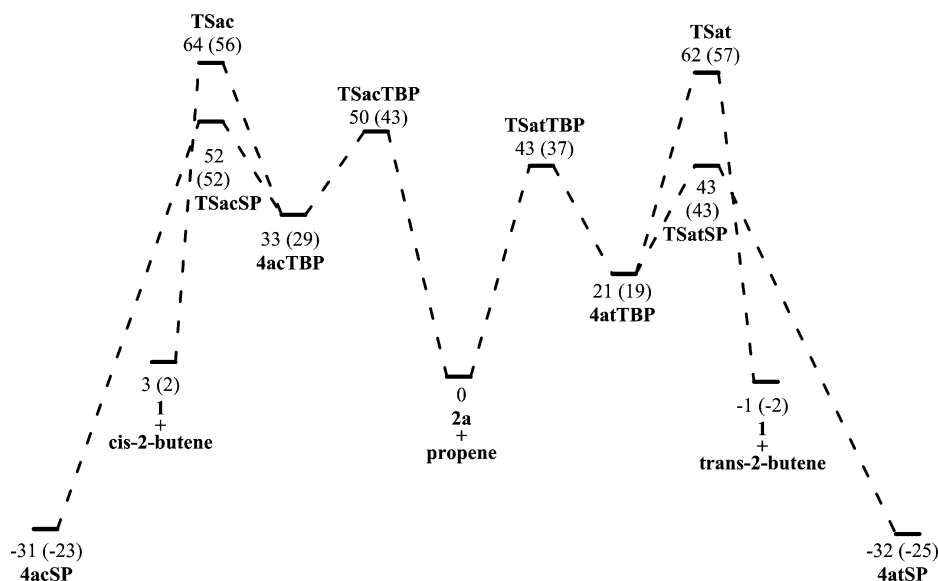 TSac
64 (56)
TSacTBP
50 (43)
52
(52)
TSacSP
33 (29)
4acTBP
3 (2)
1
+
cis-2-butene
-31 (-23)
4acSP
0
2a
+
propene
TSatTBP
43 (37)
TSat
62 (57)
43
(43)
TSatSP
21 (19)
4atTBP
-1 (-2)
1
+
trans-2-butene
-32 (-25)
4atSP